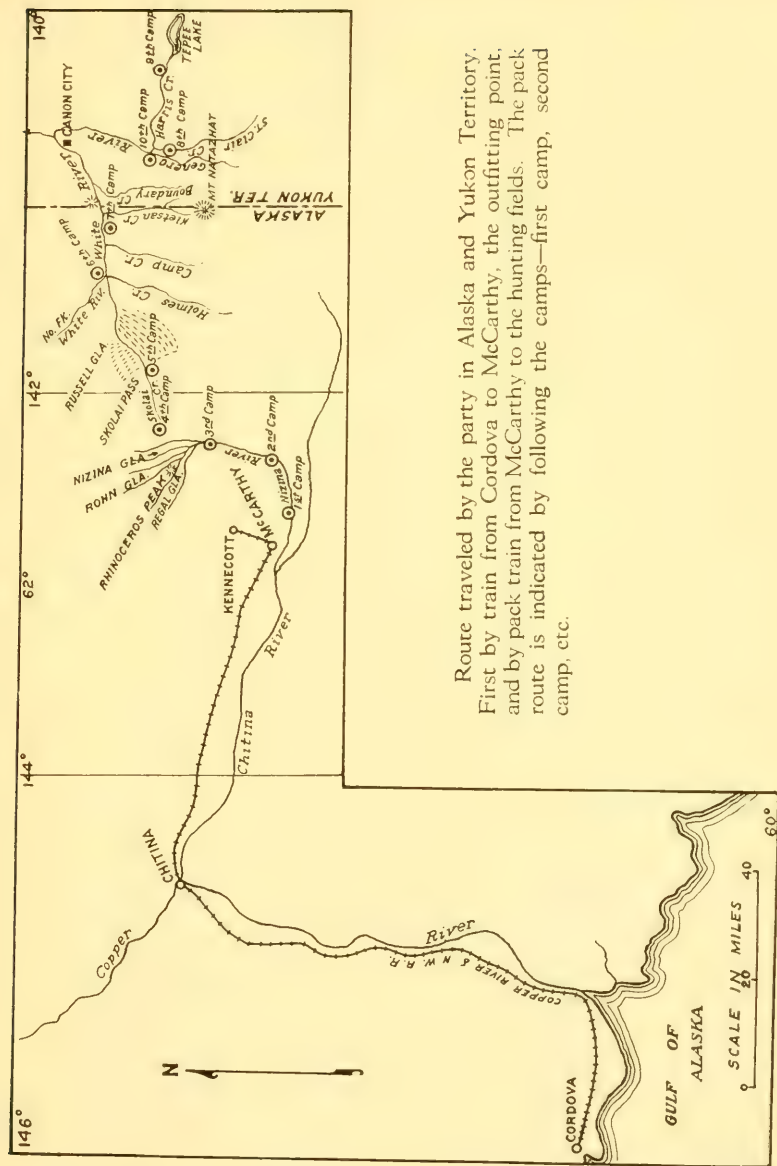 146°
144°
142°
140°
62°
60°
N
CORDOVA
GULF OF
ALASKA
SCALE IN MILES
0 20 40
COPPER RIVER & N.W. R.R.
River
Copper
CHITINA
Chitina
River
KENNECOTT
McCARTHY
1st Camp
Nizina
River
2nd Camp
3rd Camp
NIZINA GLA.
ROHN GLA.
RHINOCEROS PEAK
REGAL GLA.
4th Camp
Skolai
Cr.
5th Camp
SKOLAI PASS
RUSSELL GLA.
No. FK.
White Riv.
6th Camp
White
River
7th Camp
Holmes
Cr.
Camp Cr.
Kletsan Cr.
Boundary Cr.
MT NATAZHAT
ALASKA
YUKON TER.
CANON CITY
Generc
River
10th Camp
Harris Cr.
8th Camp
St. Clair
Cr.
9th Camp
TEPEE
LAKE
Route traveled by the party in Alaska and Yukon Territory.
First by train from Cordova to McCarthy, the outfitting point,
and by pack train from McCarthy to the hunting fields. The pack
route is indicated by following the camps—first camp, second
camp, etc.